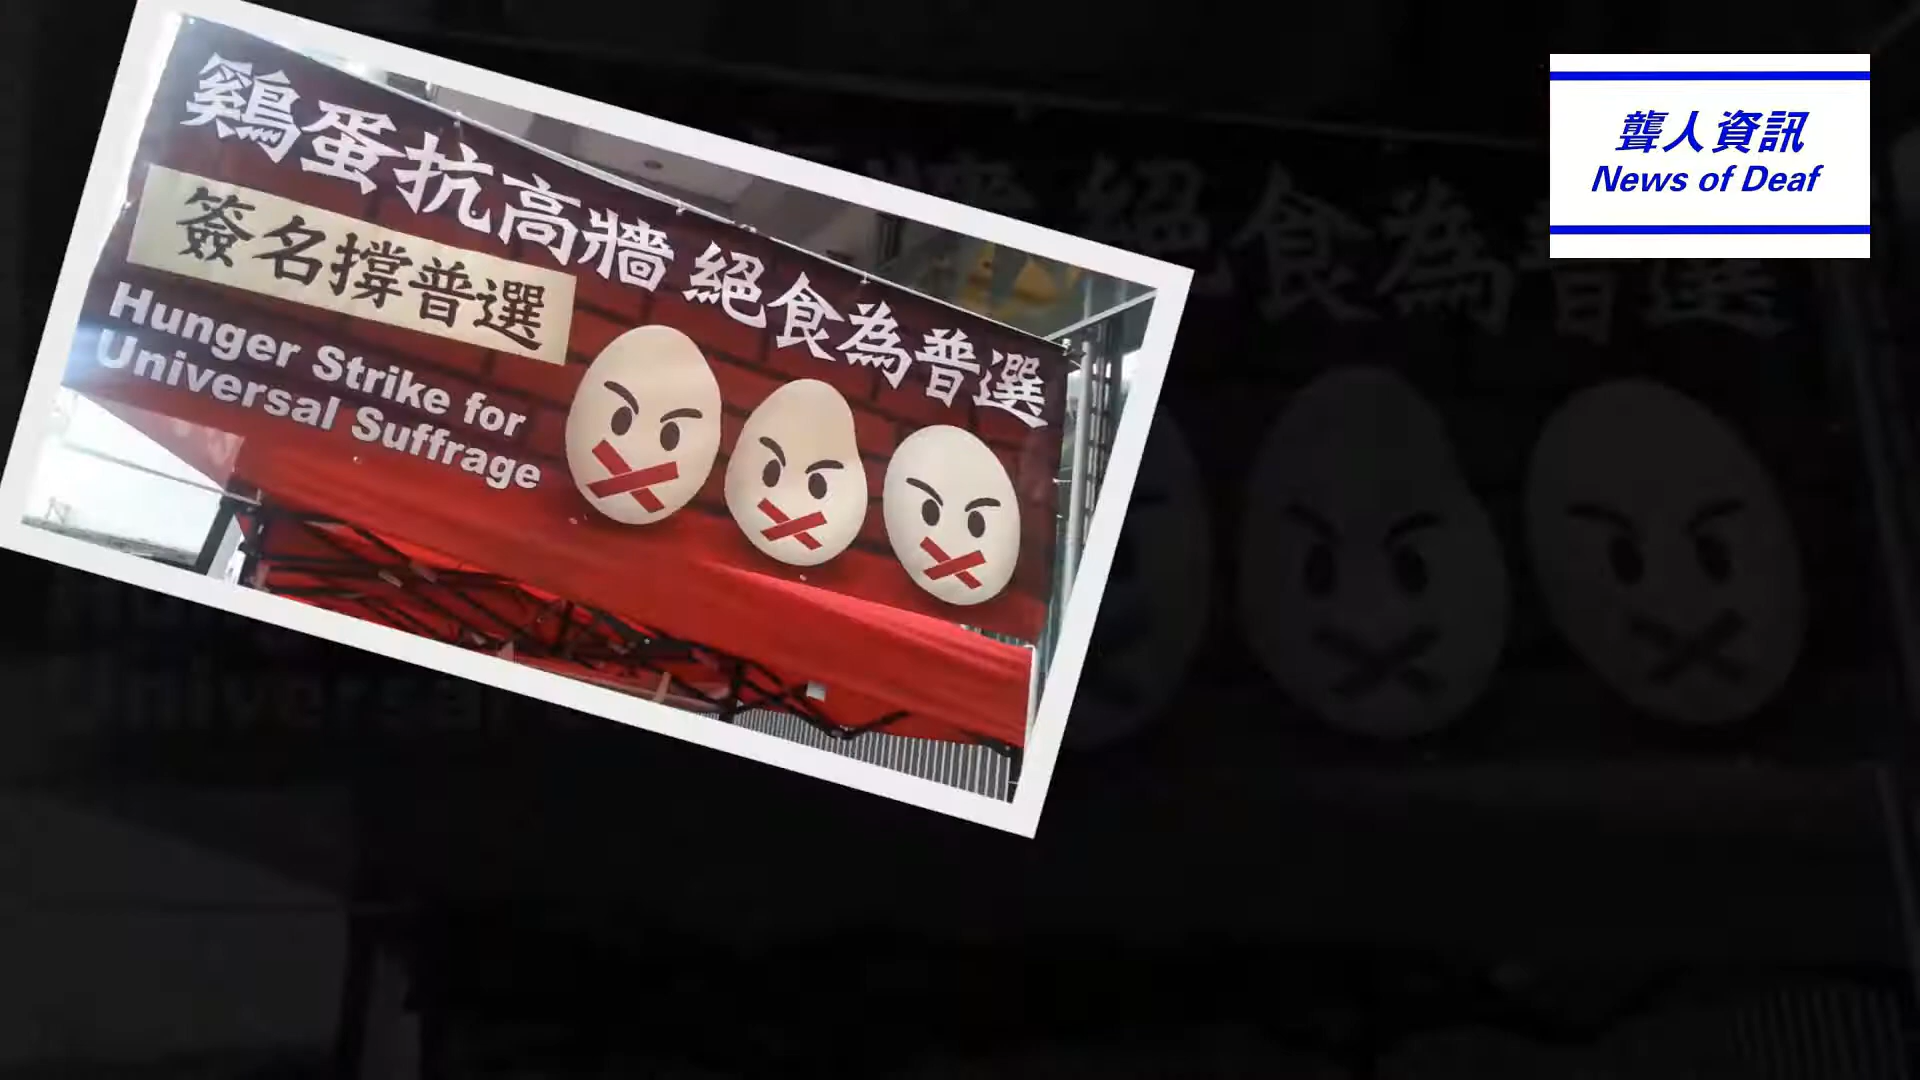 鷄蛋抗高牆 絕食為普選
簽名撐普選
Hunger Strike for
Universal Suffrage
聾人資訊
News of Deaf